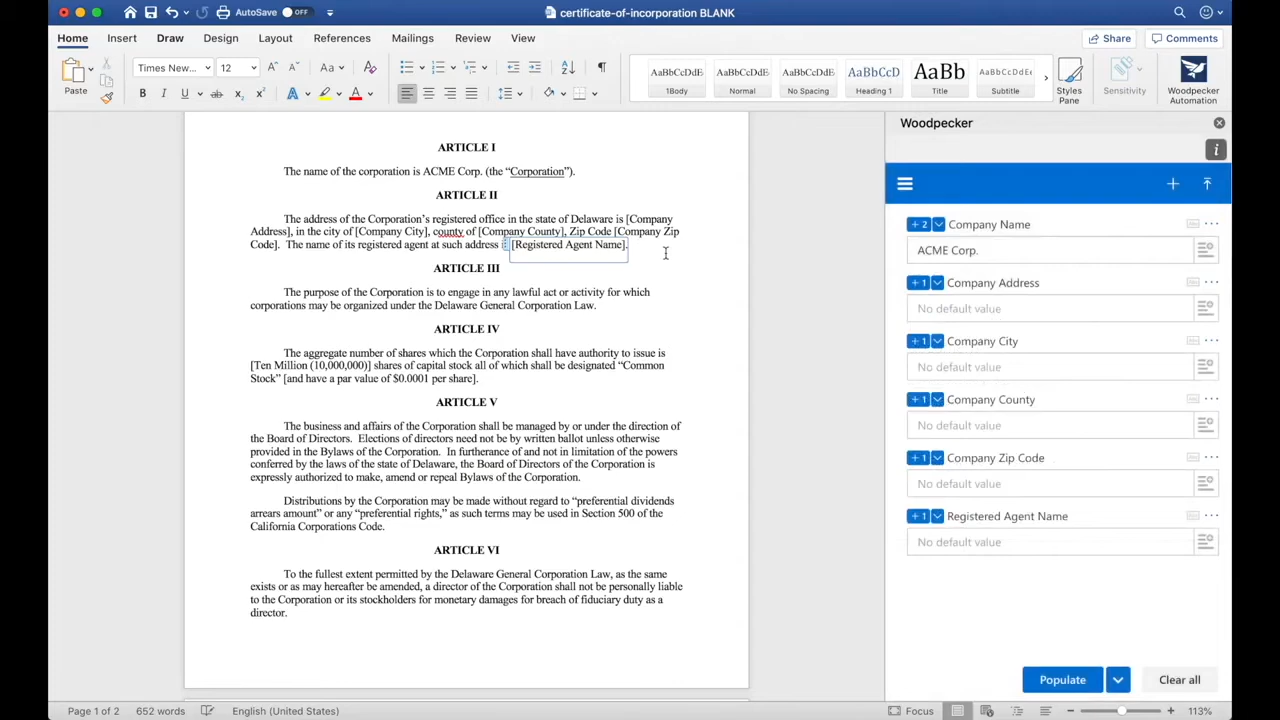 AutoSave OFF
certificate-of-incorporation BLANK
Home Insert Draw Design Layout References Mailings Review View
Share Comments
Paste
Times New... 12
AaBbCcDdE AaBbCcDdE AaBbCcDdE AaBbCcDdE AaBb AaBbCcDdEe
1Body Normal No Spacing Heading 1 Title Subtitle
Styles Pane
Sensitivity
Woodpecker Automation
ARTICLE I
The name of the corporation is ACME Corp. (the “Corporation”).
ARTICLE II
The address of the Corporation’s registered office in the state of Delaware is [Company
Address], in the city of [Company City], county of [Company County], Zip Code [Company Zip
Code]. The name of its registered agent at such address [Registered Agent Name].
ARTICLE III
The purpose of the Corporation is to engage in any lawful act or activity for which
corporations may be organized under the Delaware General Corporation Law.
ARTICLE IV
The aggregate number of shares which the Corporation shall have authority to issue is
[Ten Million (10,000,000)] shares of capital stock all of which shall be designated “Common
Stock” [and have a par value of $0.0001 per share].
ARTICLE V
The business and affairs of the Corporation shall be managed by or under the direction of
the Board of Directors. Elections of directors need not be by written ballot unless otherwise
provided in the Bylaws of the Corporation. In furtherance of and not in limitation of the powers
conferred by the laws of the state of Delaware, the Board of Directors of the Corporation is
expressly authorized to make, amend or repeal Bylaws of the Corporation.
Distributions by the Corporation may be made without regard to “preferential dividends
arrears amount” or any “preferential rights,” as such terms may be used in Section 500 of the
California Corporations Code.
ARTICLE VI
To the fullest extent permitted by the Delaware General Corporation Law, as the same
exists or as may hereafter be amended, a director of the Corporation shall not be personally liable
to the Corporation or its stockholders for monetary damages for breach of fiduciary duty as a
director.
Woodpecker
+ 2 Company Name
ACME Corp.
+ 1 Company Address
No default value
+ 1 Company City
No default value
+ 1 Company County
No default value
+ 1 Company Zip Code
No default value
+ 1 Registered Agent Name
No default value
Populate
Clear all
Page 1 of 2 652 words English (United States)
Focus
113%